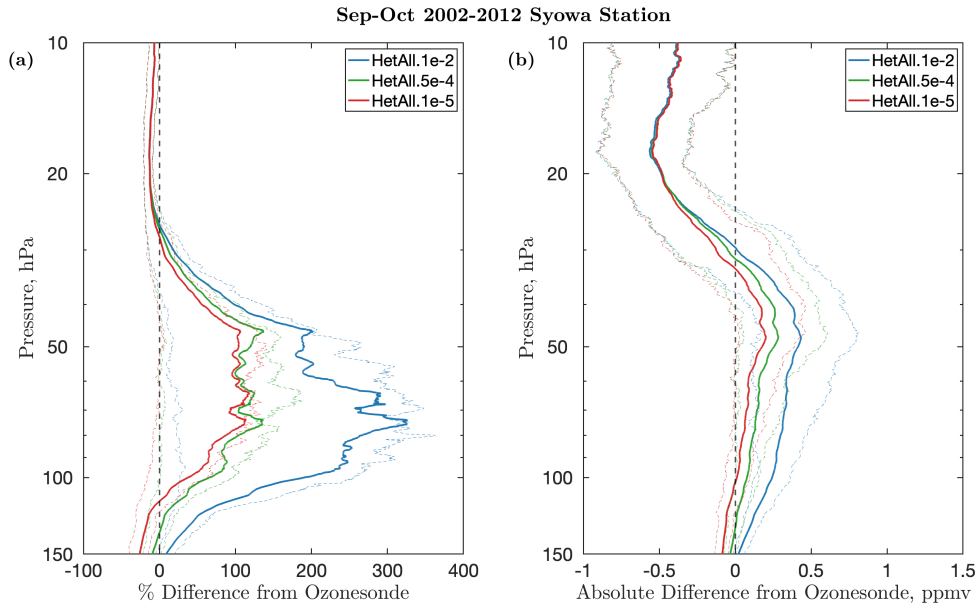 Sep-Oct 2002-2012 Syowa Station
(a)
10
20
50
100
150
Pressure, hPa
HetAll.1e-2
HetAll.5e-4
HetAll.1e-5
-100 0 100 200 300 400
% Difference from Ozonesonde
(b)
10
20
50
100
150
Pressure, hPa
HetAll.1e-2
HetAll.5e-4
HetAll.1e-5
-1 -0.5 0 0.5 1 1.5
Absolute Difference from Ozonesonde, ppmv